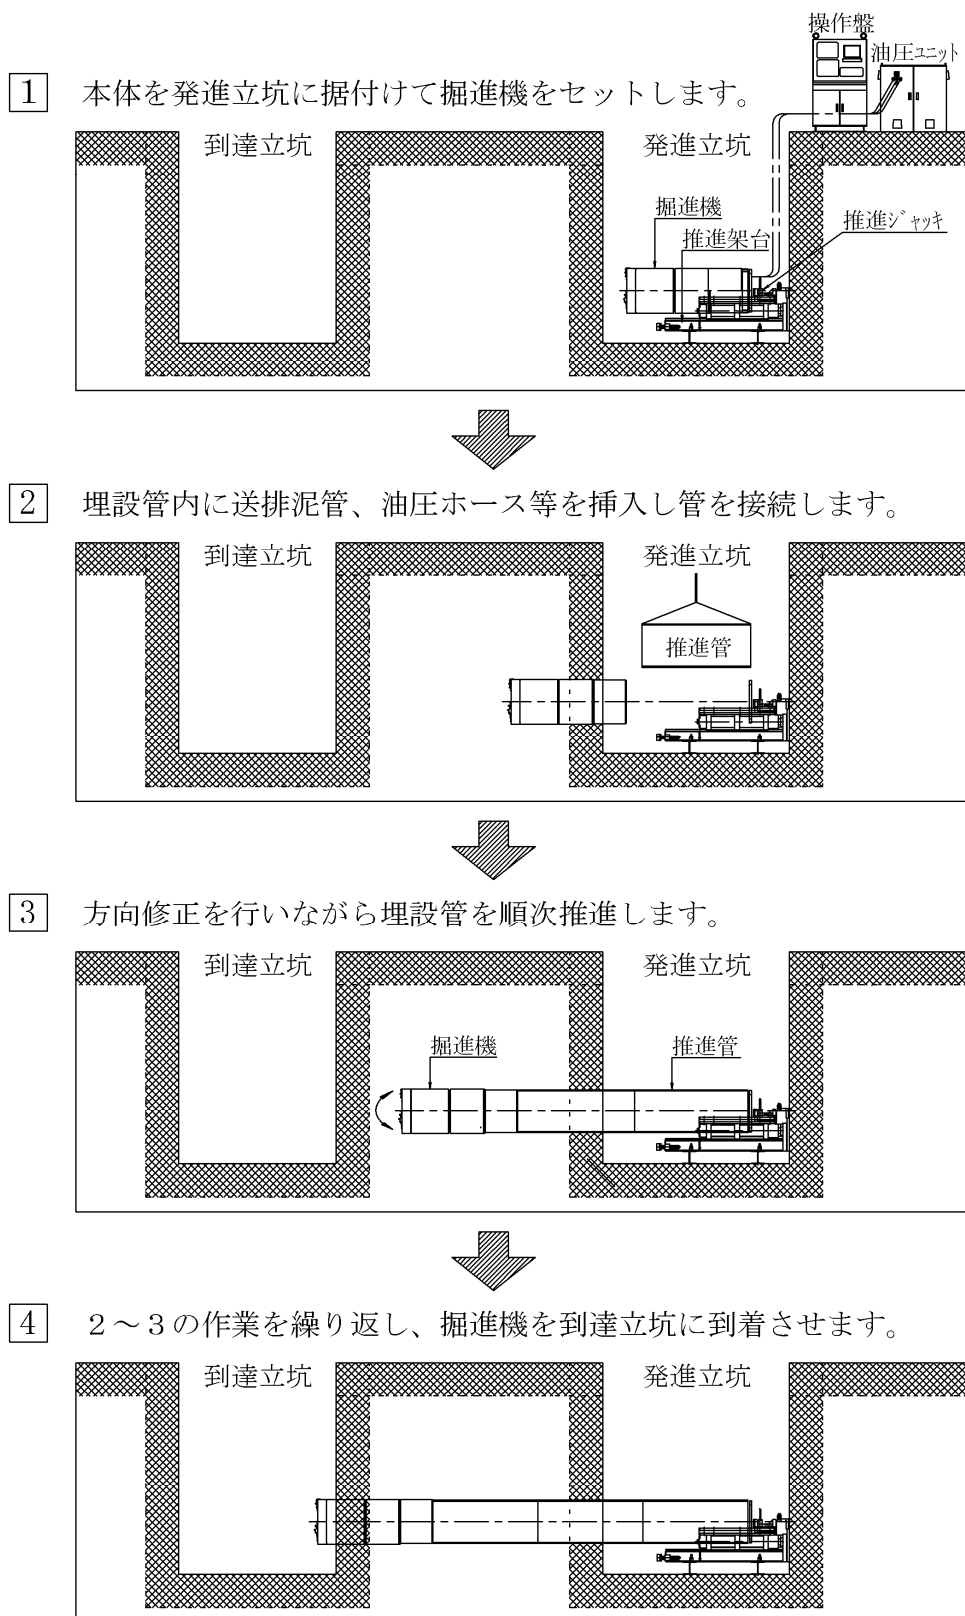 操作盤
油圧ユニット
1 本体を発進立坑に据付けて掘進機をセットします。
到達立坑 発進立坑
掘進機
推進架台
推進ジャッキ
2 埋設管内に送排泥管、油圧ホース等を挿入し管を接続します。
到達立坑 発進立坑
推進管
3 方向修正を行いながら埋設管を順次推進します。
到達立坑 発進立坑
掘進機 推進管
4 2～3の作業を繰り返し、掘進機を到達立坑に到着させます。
到達立坑 発進立坑